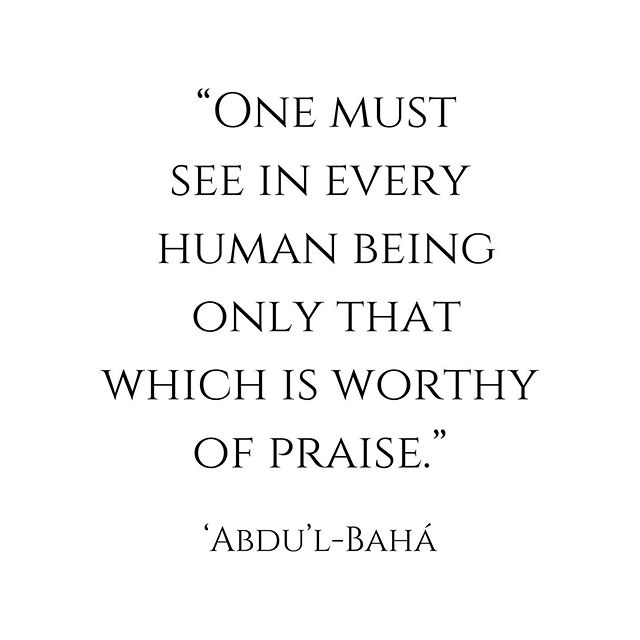 “One must
see in every
human being
only that
which is worthy
of praise.”
‘Abdu’l-Bahá